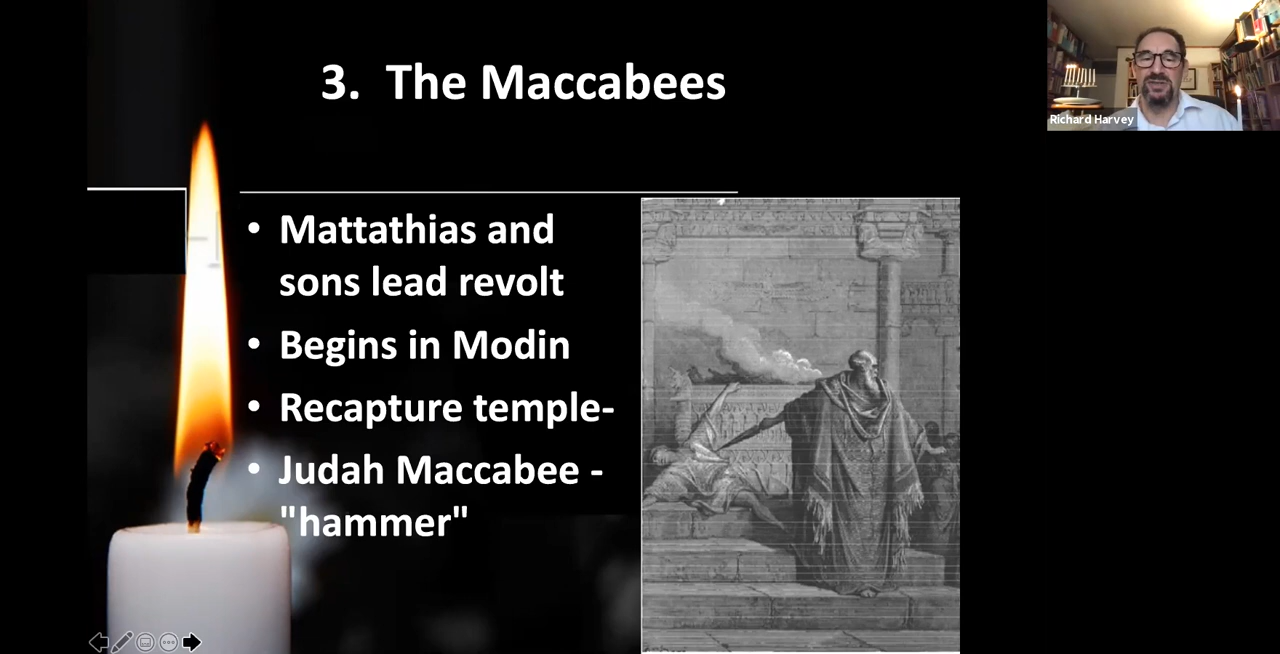 3. The Maccabees
Richard Harvey
• Mattathias and
sons lead revolt
• Begins in Modin
• Recapture temple-
• Judah Maccabee -
"hammer"